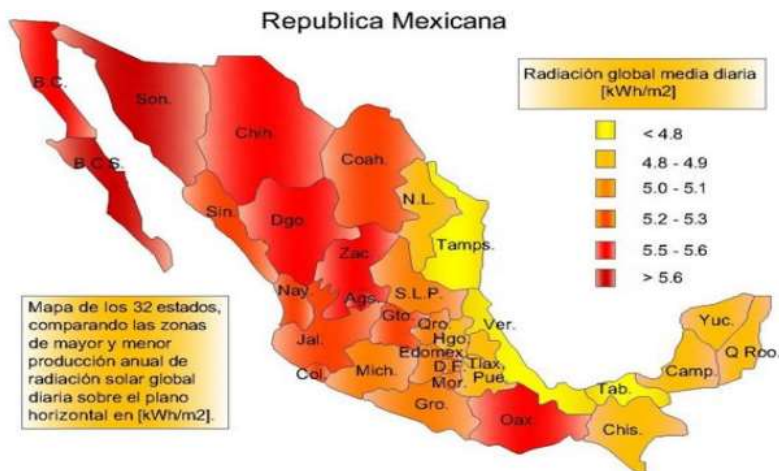 Republica Mexicana
Radiación global media diaria
[kWh/m2]
< 4.8
4.8 - 4.9
5.0 - 5.1
5.2 - 5.3
5.5 - 5.6
> 5.6
B.C.
Son.
Chih.
Coah.
B.C.S.
N.L.
Sin.
Dgo.
Tamps.
Zac.
Nay.
Ags.
S.L.P.
Gto.
Qro.
Ver.
Jal.
Hgo.
Edomex.
Yuc.
Q Roo.
Col.
Mich.
D.F.
Tlax,
Mor.
Pue.
Camp.
Tab.
Gro.
Oax.
Chis.
Mapa de los 32 estados,
comparando las zonas
de mayor y menor
producción anual de
radiación solar global
diaria sobre el plano
horizontal en [kWh/m2].